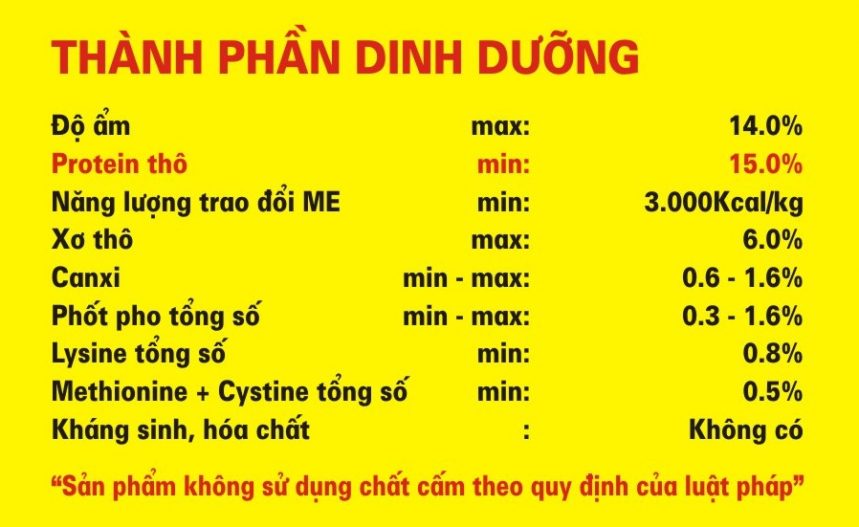 THÀNH PHẦN DINH DƯỠNG
Độ ẩm max: 14.0%
Protein thô min: 15.0%
Năng lượng trao đổi ME min: 3.000Kcal/kg
Xơ thô max: 6.0%
Canxi min - max: 0.6 - 1.6%
Phốt pho tổng số min - max: 0.3 - 1.6%
Lysine tổng số min: 0.8%
Methionine + Cystine tổng số min: 0.5%
Kháng sinh, hóa chất : Không có
“Sản phẩm không sử dụng chất cấm theo quy định của luật pháp”